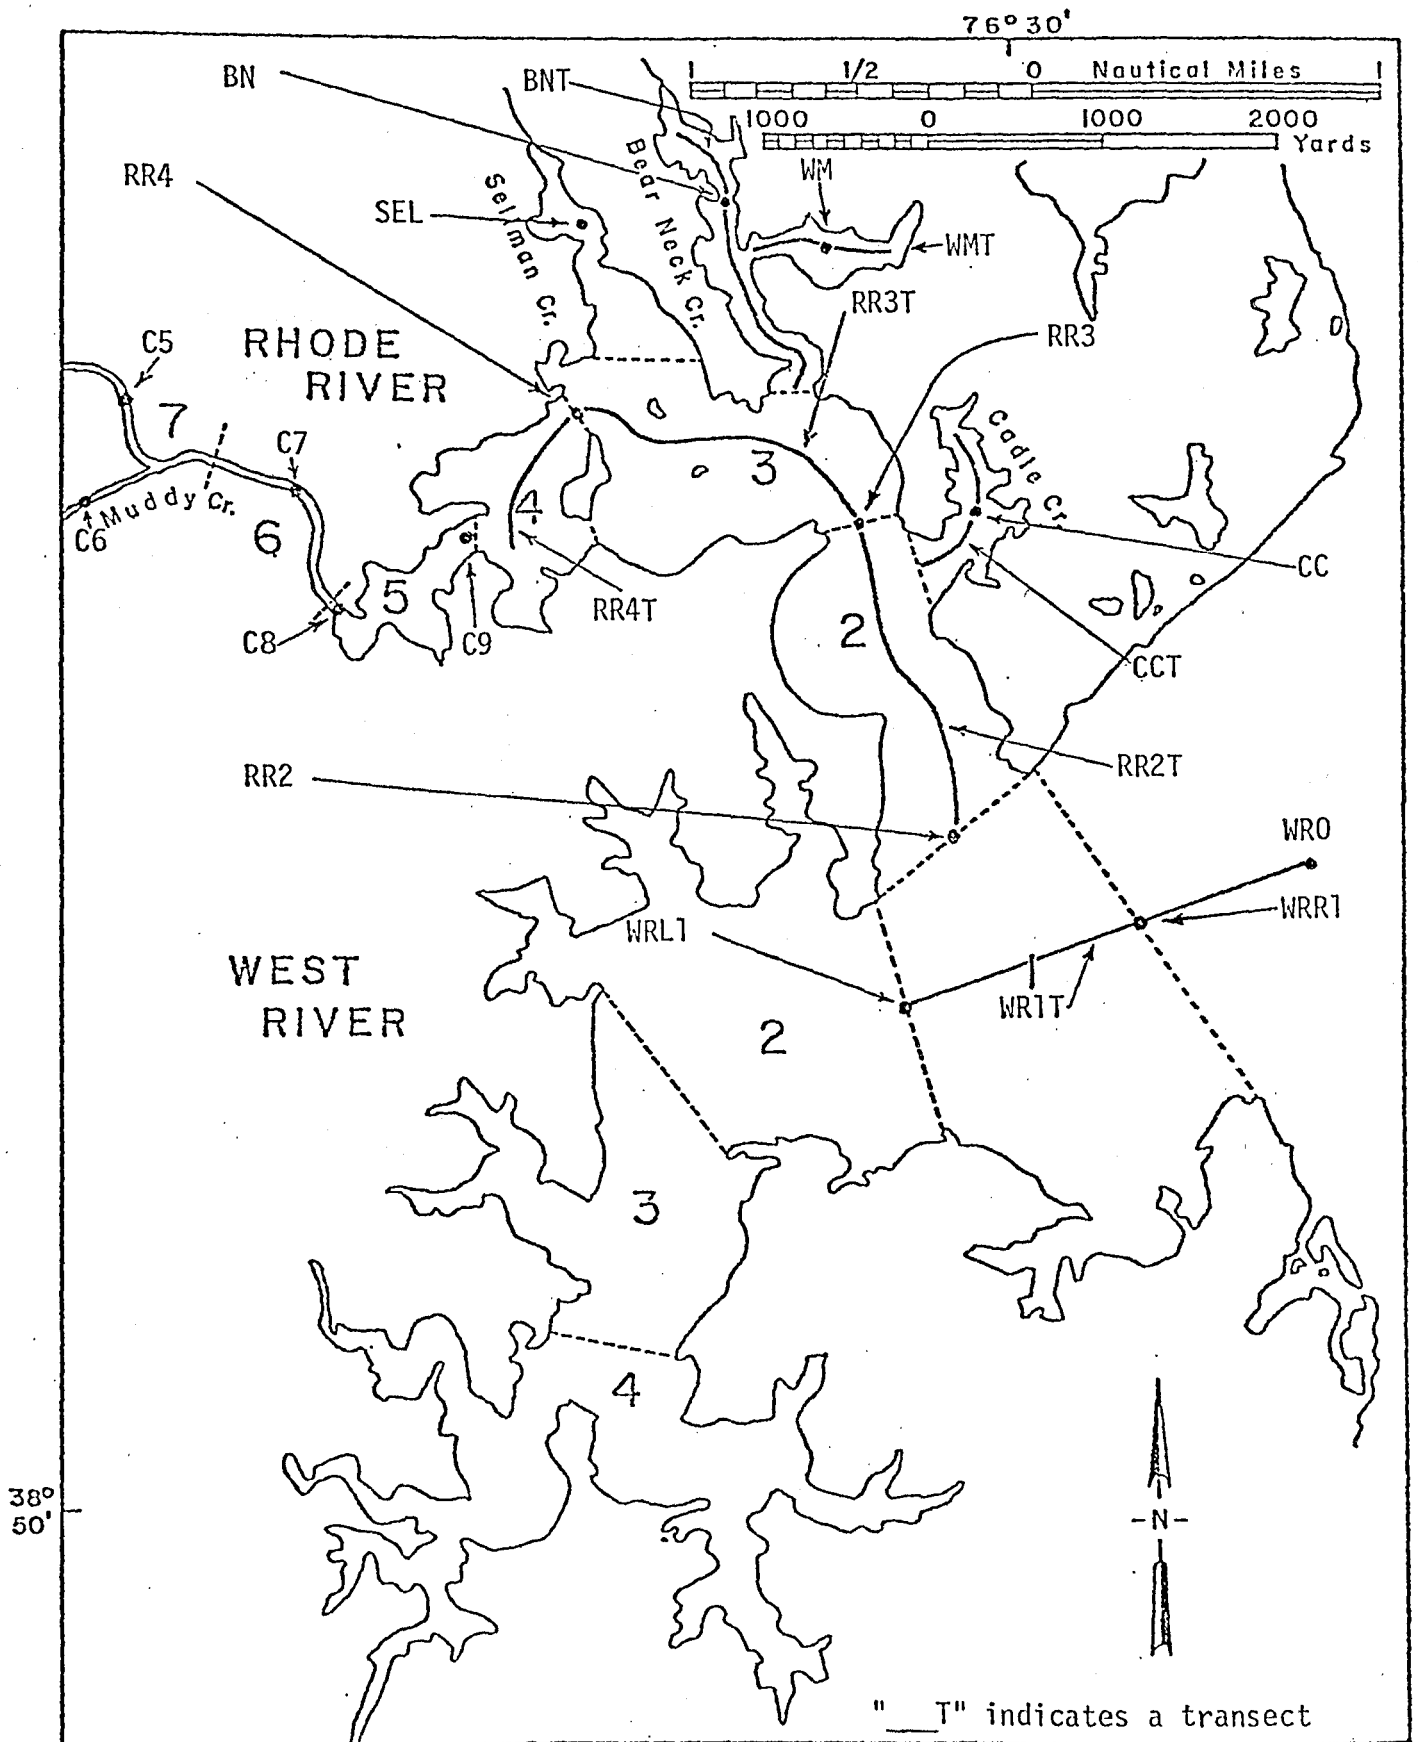 76° 30'
1 1/2 0 Nautical Miles 1
1000 0 1000 2000
Yards
BN
BNT
RR4
SEL
Sellman Cr.
Bear Neck Cr.
WM
WMT
RR3T
RR3
C5
RHODE
RIVER
7
C7
Cadle Cr.
3
4
C6
Muddy Cr.
6
CC
5
RR4T
C8
C9
2
CCT
RR2
RR2T
WRO
WRR1
WRL1
WEST
RIVER
WR1T
2
3
4
38°
50'
-N-
"__T" indicates a transect